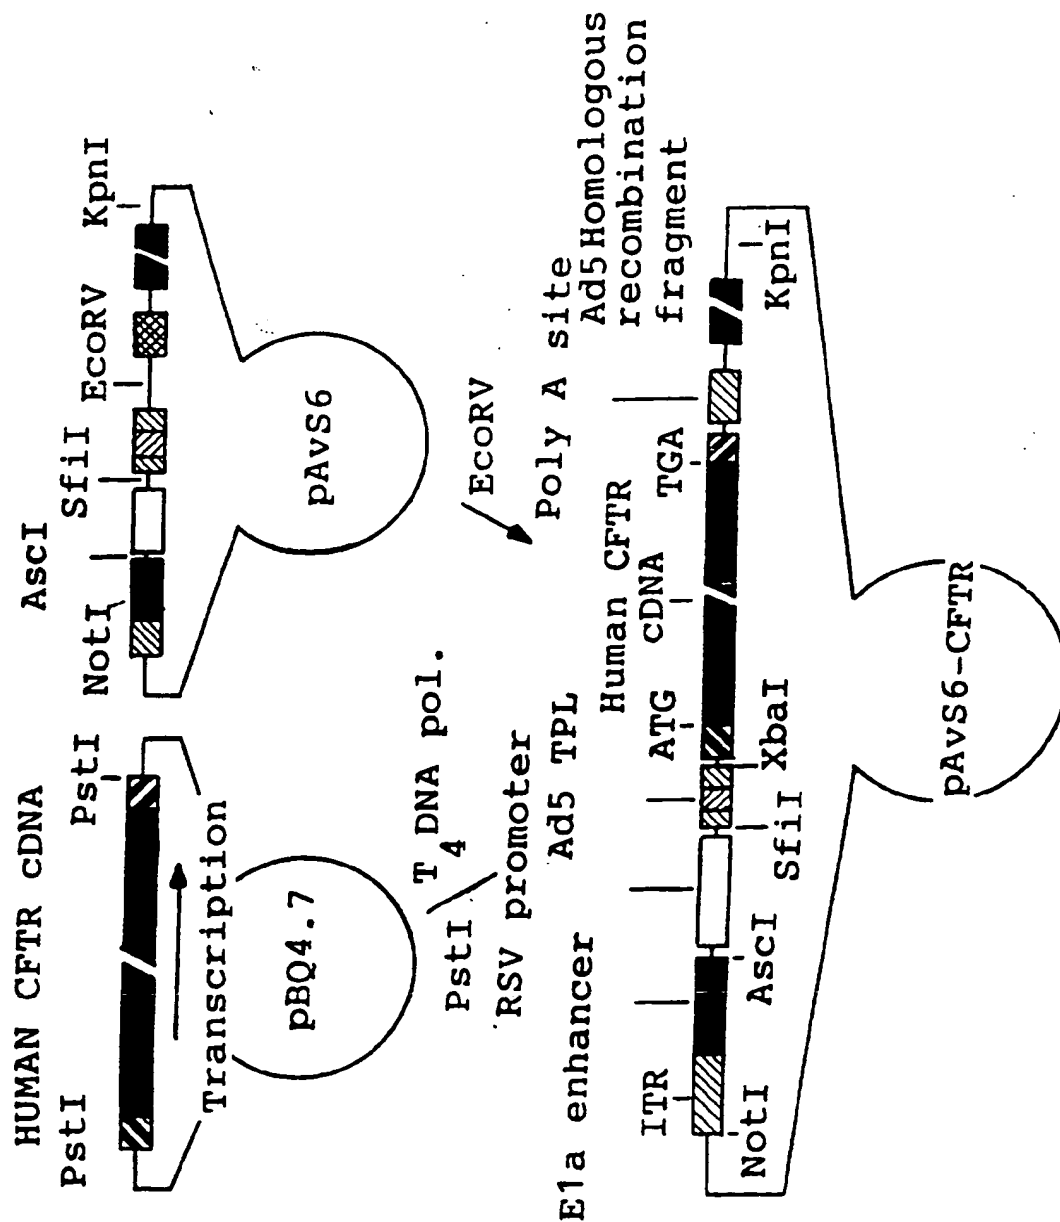 HUMAN CFTR cDNA
PstI
PstI
Transcription
pBQ4.7
AscI
NotI
SfiI
EcoRV
KpnI
pAvS6
PstI
T4 DNA pol.
EcoRV
E1a enhancer
RSV promoter
Ad5 TPL
Human CFTR
cDNA
Poly A site
Ad5 Homologous
recombination
fragment
ITR
ATG
TGA
NotI
AscI
SfiI
XbaI
KpnI
pAvS6-CFTR